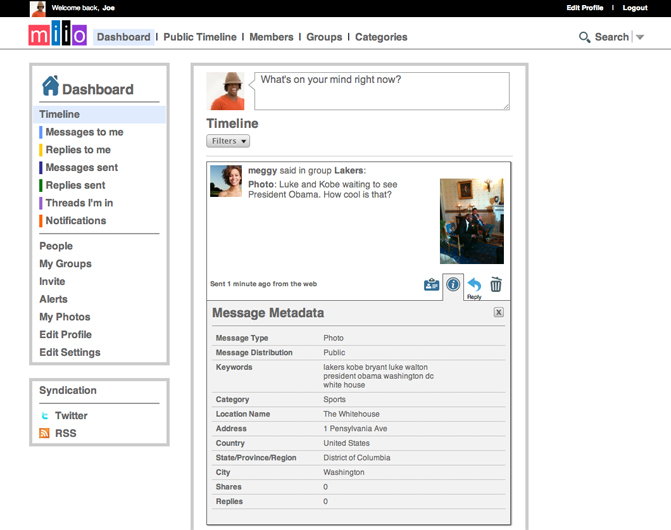 Welcome back, Joe
Edit Profile | Logout
miio
Dashboard | Public Timeline | Members | Groups | Categories
Search
Dashboard
Timeline
Messages to me
Replies to me
Messages sent
Replies sent
Threads I'm in
Notifications
People
My Groups
Invite
Alerts
My Photos
Edit Profile
Edit Settings
Syndication
Twitter
RSS
What's on your mind right now?
Timeline
Filters
meggy said in group Lakers:
Photo: Luke and Kobe waiting to see
President Obama. How cool is that?
Sent 1 minute ago from the web
Reply
Message Metadata
X
Message Type Photo
Message Distribution Public
Keywords lakers kobe bryant luke walton
president obama washington dc
white house
Category Sports
Location Name The Whitehouse
Address 1 Pensylvania Ave
Country United States
State/Province/Region District of Columbia
City Washington
Shares 0
Replies 0